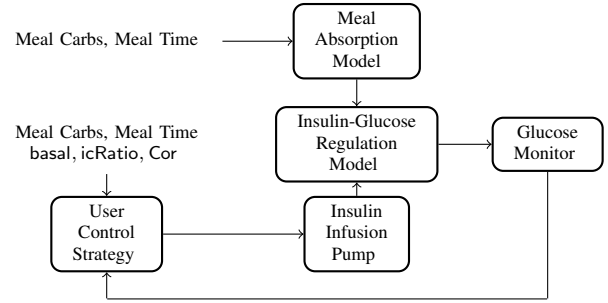 Meal Carbs, Meal Time
Meal
Absorption
Model
Meal Carbs, Meal Time
basal, icRatio, Cor
Insulin-Glucose
Regulation
Model
Glucose
Monitor
User
Control
Strategy
Insulin
Infusion
Pump